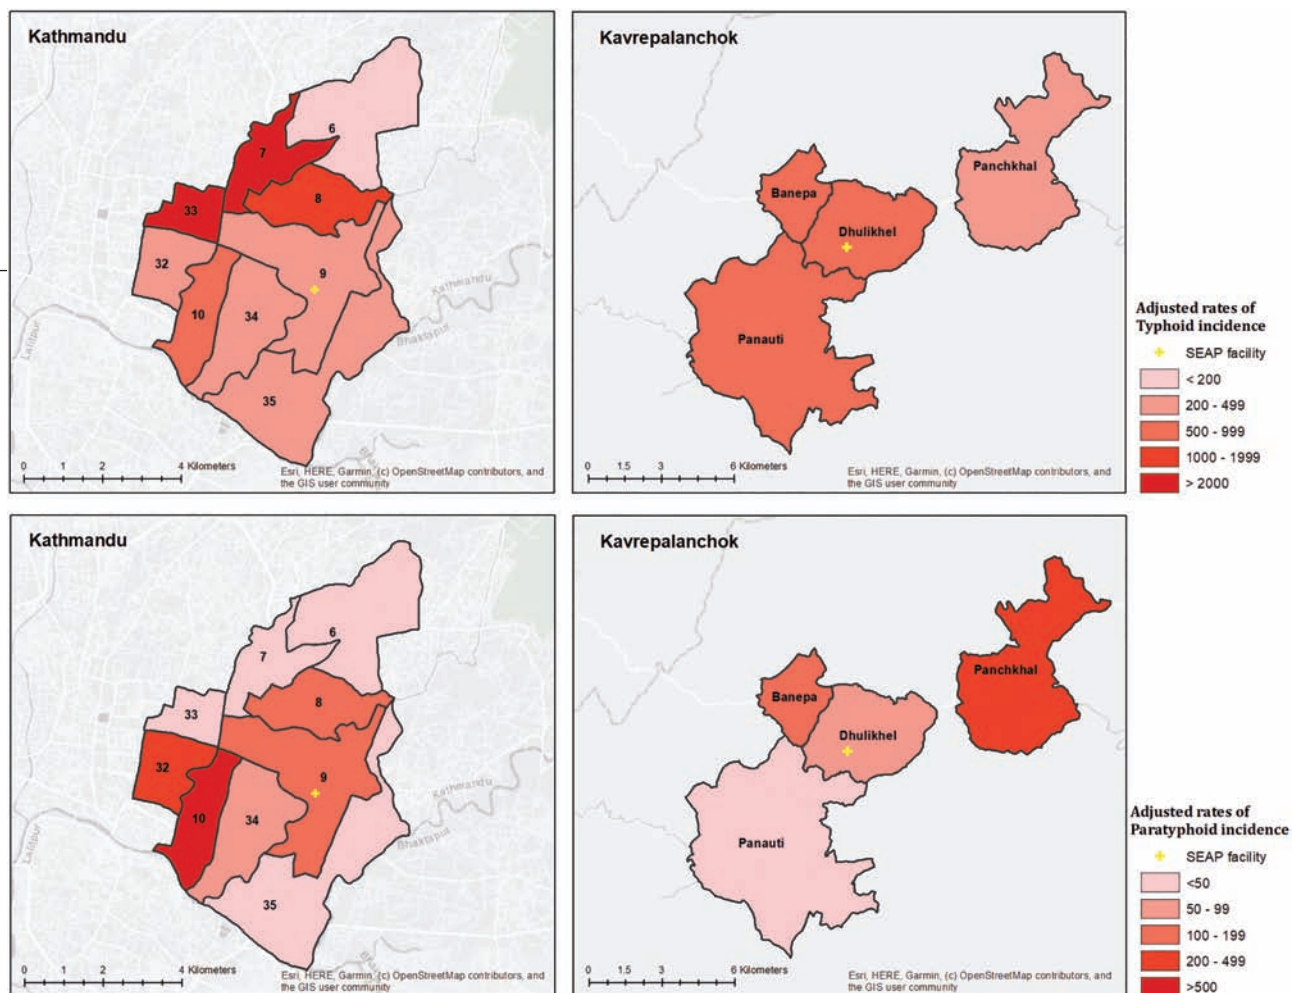 Kathmandu
6
7
8
33
32
9
10
34
35
Kathmandu
Bhaktapur
Lalitpur
0 1 2 4 Kilometers
Esri, HERE, Garmin, (c) OpenStreetMap contributors, and
the GIS user community
Kavrepalanchok
Panchkhal
Banepa
Dhulikhel
Panauti
0 1.5 3 6 Kilometers
Esri, HERE, Garmin, (c) OpenStreetMap contributors, and
the GIS user community
Adjusted rates of
Typhoid incidence
SEAP facility
< 200
200 - 499
500 - 999
1000 - 1999
> 2000
Kathmandu
6
7
8
33
32
9
10
34
35
Kathmandu
Bhaktapur
Lalitpur
0 1 2 4 Kilometers
Esri, HERE, Garmin, (c) OpenStreetMap contributors, and
the GIS user community
Kavrepalanchok
Panchkhal
Banepa
Dhulikhel
Panauti
0 1.5 3 6 Kilometers
Esri, HERE, Garmin, (c) OpenStreetMap contributors, and
the GIS user community
Adjusted rates of
Paratyphoid incidence
SEAP facility
<50
50 - 99
100 - 199
200 - 499
>500